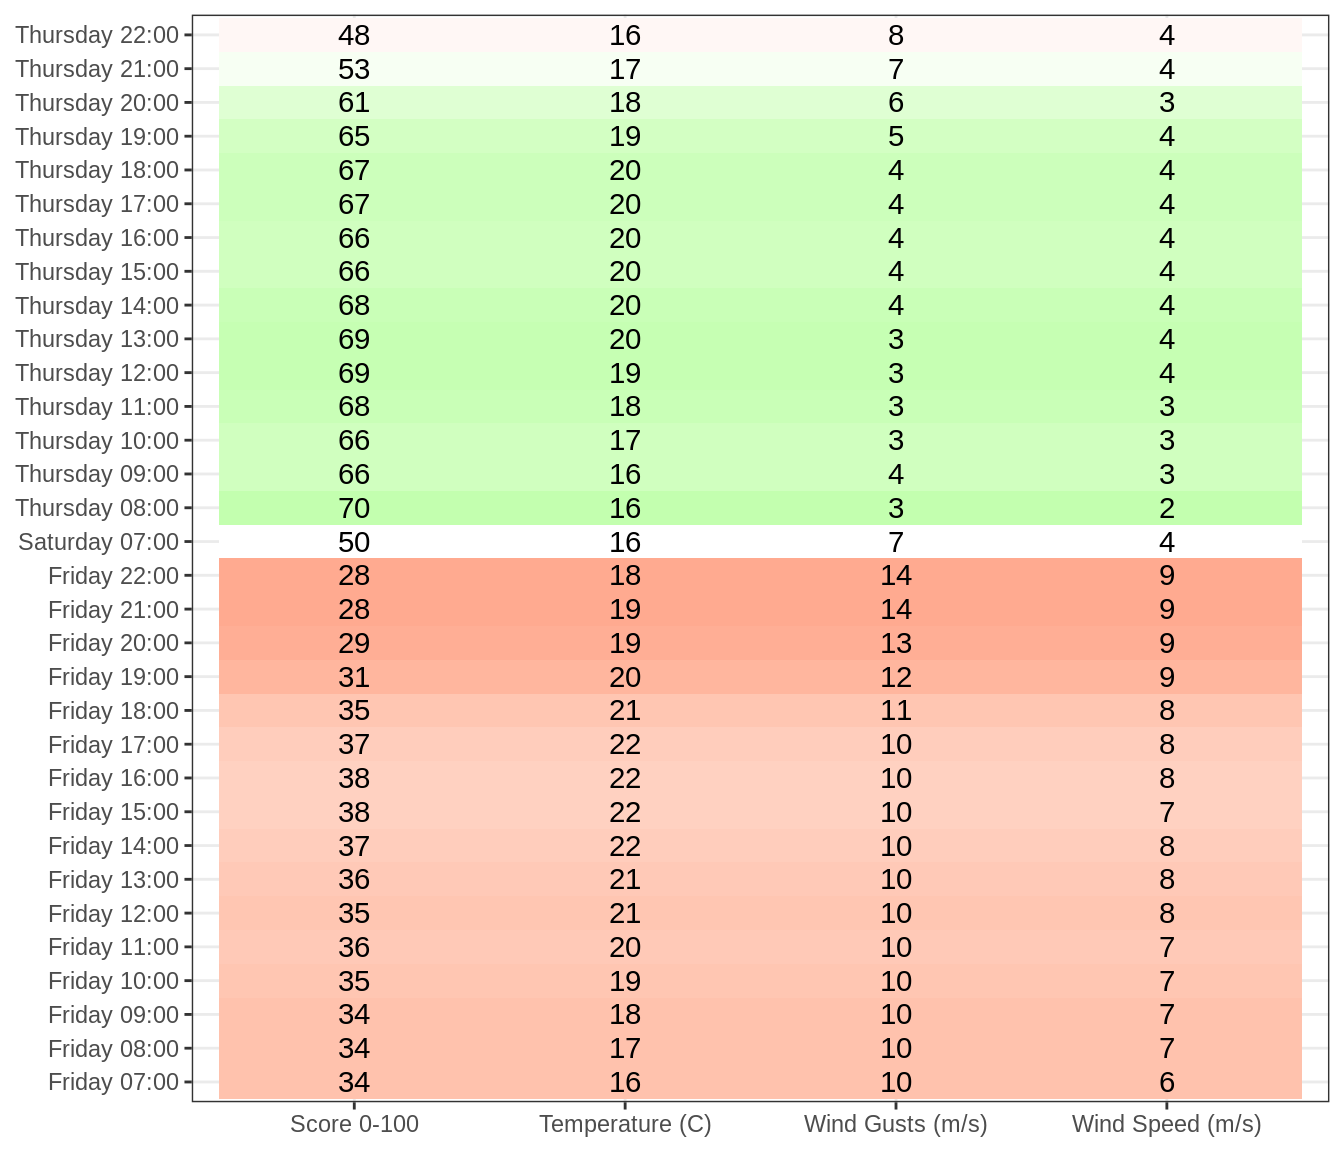 Thursday 22:00 48 16 8 4
Thursday 21:00 53 17 7 4
Thursday 20:00 61 18 6 3
Thursday 19:00 65 19 5 4
Thursday 18:00 67 20 4 4
Thursday 17:00 67 20 4 4
Thursday 16:00 66 20 4 4
Thursday 15:00 66 20 4 4
Thursday 14:00 68 20 4 4
Thursday 13:00 69 20 3 4
Thursday 12:00 69 19 3 4
Thursday 11:00 68 18 3 3
Thursday 10:00 66 17 3 3
Thursday 09:00 66 16 4 3
Thursday 08:00 70 16 3 2
Saturday 07:00 50 16 7 4
Friday 22:00 28 18 14 9
Friday 21:00 28 19 14 9
Friday 20:00 29 19 13 9
Friday 19:00 31 20 12 9
Friday 18:00 35 21 11 8
Friday 17:00 37 22 10 8
Friday 16:00 38 22 10 8
Friday 15:00 38 22 10 7
Friday 14:00 37 22 10 8
Friday 13:00 36 21 10 8
Friday 12:00 35 21 10 8
Friday 11:00 36 20 10 7
Friday 10:00 35 19 10 7
Friday 09:00 34 18 10 7
Friday 08:00 34 17 10 7
Friday 07:00 34 16 10 6
Score 0-100 Temperature (C) Wind Gusts (m/s) Wind Speed (m/s)